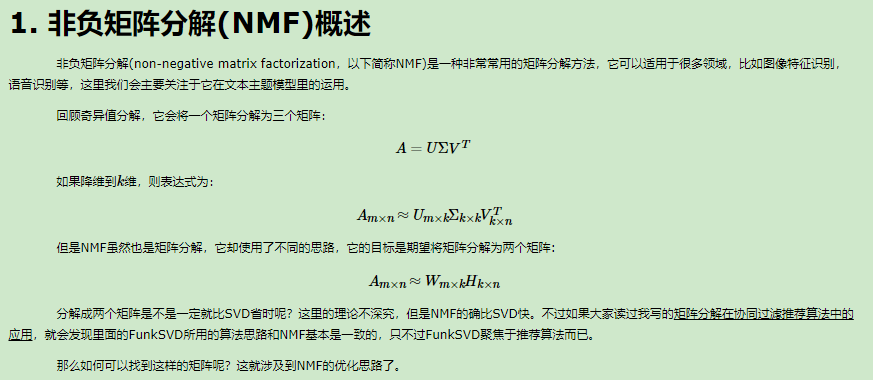 1. 非负矩阵分解(NMF)概述
非负矩阵分解(non-negative matrix factorization，以下简称NMF)是一种非常常用的矩阵分解方法，它可以适用于很多领域，比如图像特征识别，
语音识别等，这里我们会主要关注于它在文本主题模型里的运用。
回顾奇异值分解，它会将一个矩阵分解为三个矩阵：
A = UΣV^T
如果降维到k维，则表达式为：
A_{m×n} ≈ U_{m×k}Σ_{k×k}V^T_{k×n}
但是NMF虽然也是矩阵分解，它却使用了不同的思路，它的目标是期望将矩阵分解为两个矩阵：
A_{m×n} ≈ W_{m×k}H_{k×n}
分解成两个矩阵是不是一定就比SVD省时呢？这里的理论不深究，但是NMF的确比SVD快。不过如果大家读过我写的矩阵分解在协同过滤推荐算法中的
应用，就会发现里面的FunkSVD所用的算法思路和NMF基本是一致的，只不过FunkSVD聚焦于推荐算法而已。
那么如何可以找到这样的矩阵呢？这就涉及到NMF的优化思路了。